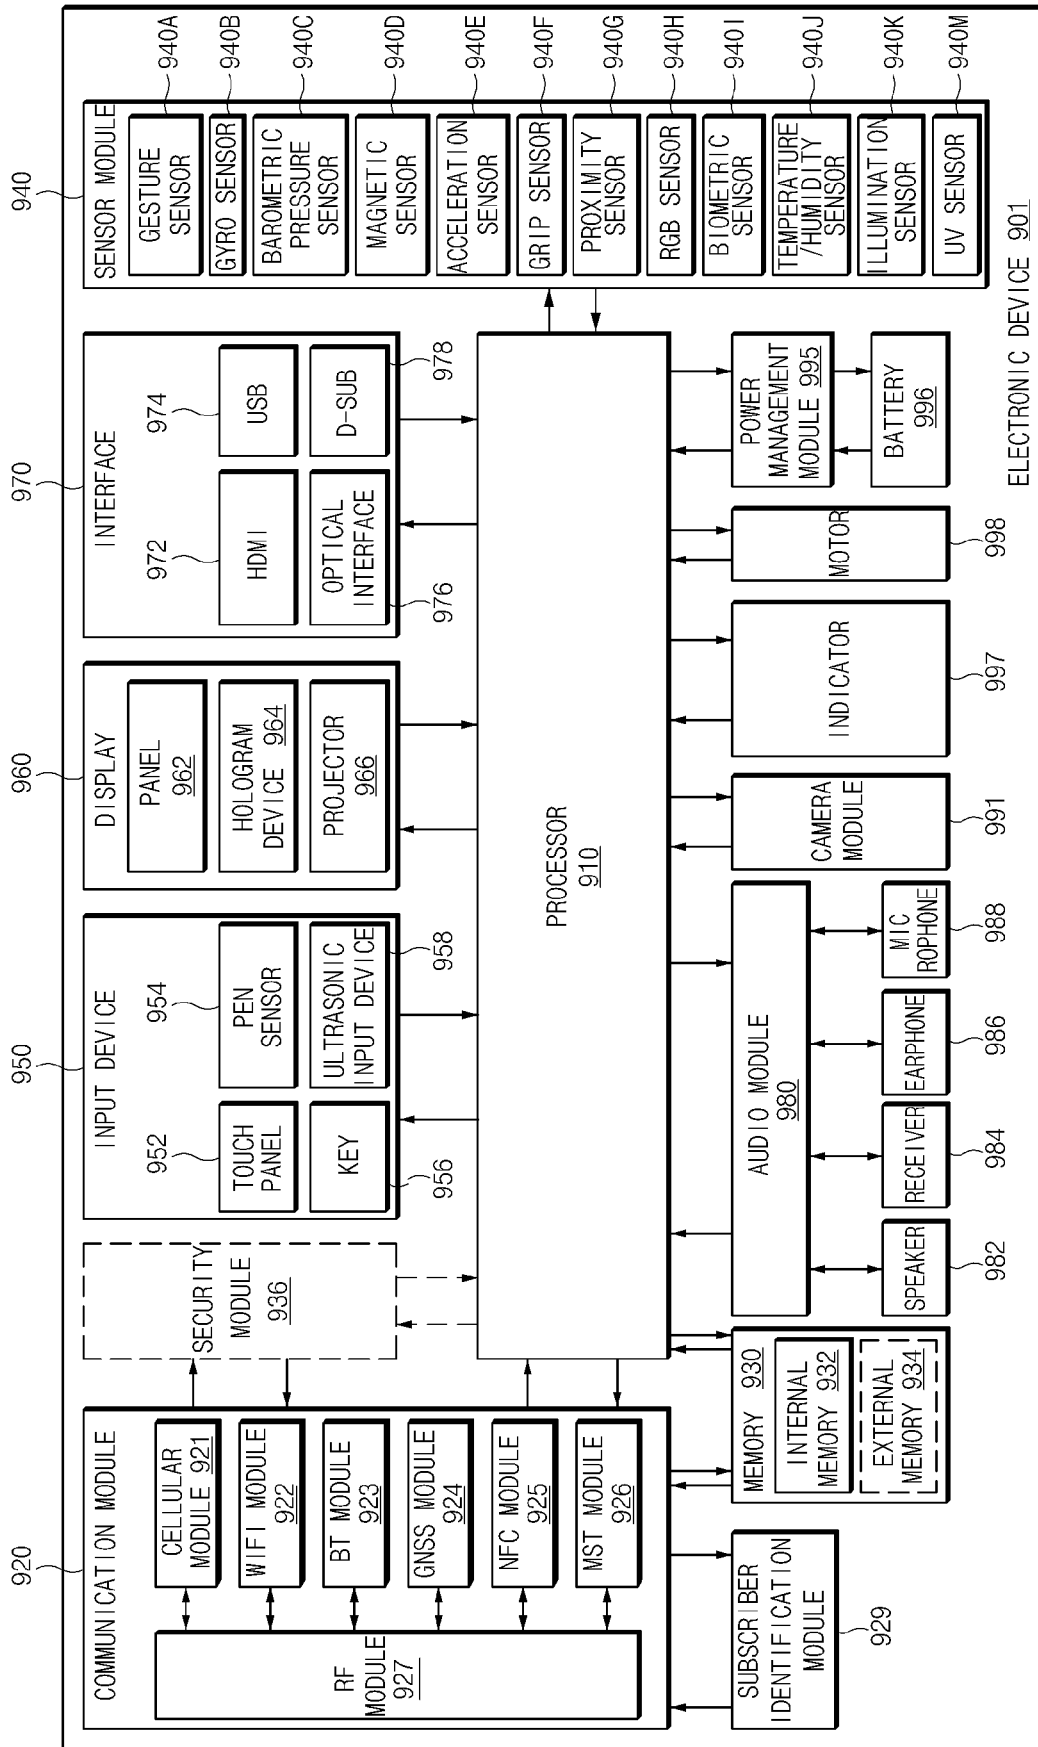 ELECTRONIC DEVICE 901
920
COMMUNICATION MODULE
RF
MODULE
927
CELLULAR
MODULE 921
WIFI MODULE
922
BT MODULE
923
GNSS MODULE
924
NFC MODULE
925
MST MODULE
926
SECURITY
MODULE
936
950
INPUT DEVICE
952
TOUCH
PANEL
954
PEN
SENSOR
KEY
956
ULTRASONIC
INPUT DEVICE
958
960
DISPLAY
PANEL
962
HOLOGRAM
DEVICE 964
PROJECTOR
966
970
INTERFACE
972
HDMI
974
USB
OPTICAL
INTERFACE
976
D-SUB
978
940
SENSOR MODULE
GESTURE
SENSOR
940A
GYRO SENSOR
940B
BAROMETRIC
PRESSURE
SENSOR
940C
MAGNETIC
SENSOR
940D
ACCELERATION
SENSOR
940E
GRIP SENSOR
940F
PROXIMITY
SENSOR
940G
RGB SENSOR
940H
BIOMETRIC
SENSOR
940I
TEMPERATURE
/HUMIDITY
SENSOR
940J
ILLUMINATION
SENSOR
940K
UV SENSOR
940M
PROCESSOR
910
SUBSCRIBER
IDENTIFICATION
MODULE
929
MEMORY 930
INTERNAL
MEMORY 932
EXTERNAL
MEMORY 934
AUDIO MODULE
980
SPEAKER
982
RECEIVER
984
EARPHONE
986
MIC
ROPHONE
988
CAMERA
MODULE
991
INDICATOR
997
MOTOR
998
POWER
MANAGEMENT
MODULE 995
BATTERY
996